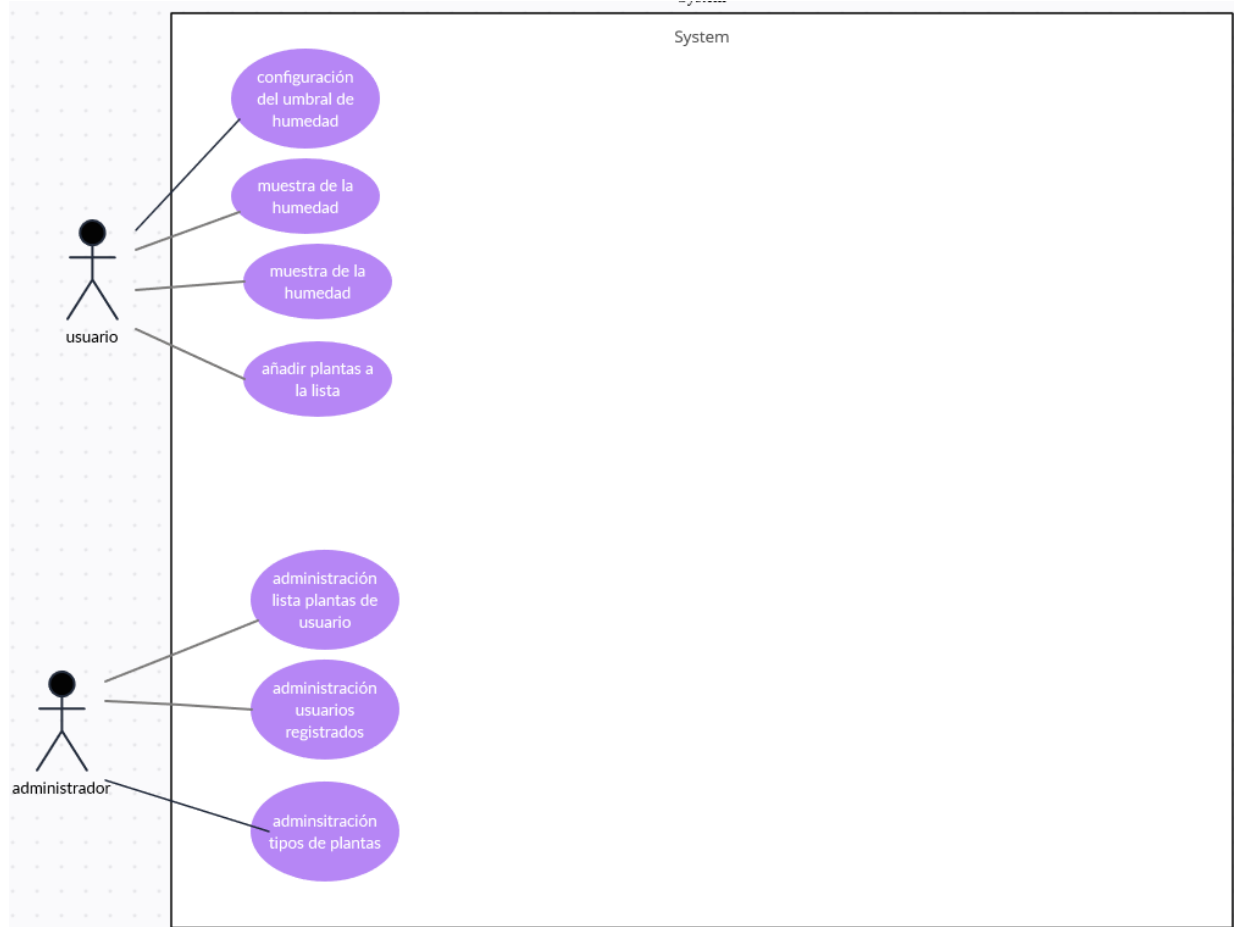 System
configuración
del umbral de
humedad
muestra de la
humedad
muestra de la
humedad
usuario
añadir plantas a
la lista
administración
lista plantas de
usuario
administración
usuarios
registrados
administrador
adminsitración
tipos de plantas